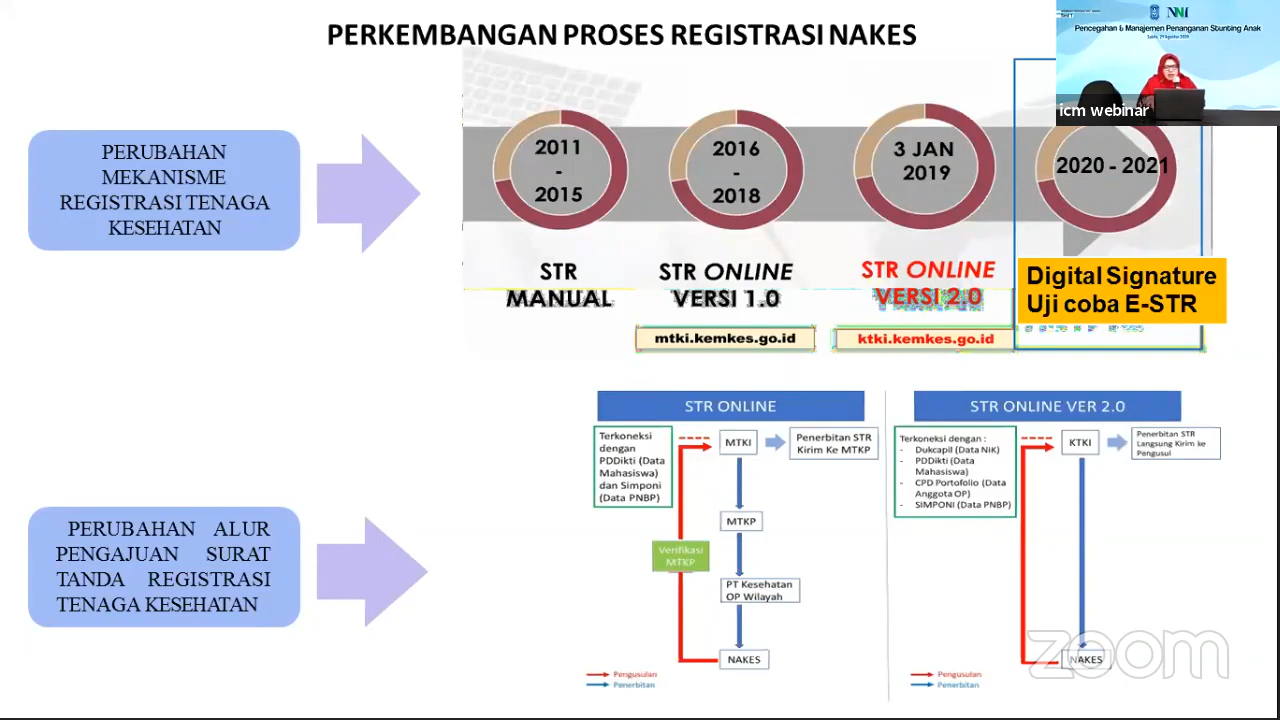 PERKEMBANGAN PROSES REGISTRASI NAKES
Pencegahan & Manajemen Penanganan Stunting Anak
icm webinar
PERUBAHAN
MEKANISME
REGISTRASI TENAGA
KESEHATAN
2011
-
2015
2016
-
2018
3 JAN
2019
2020 - 2021
STR
MANUAL
STR ONLINE
VERSI 1.0
STR ONLINE
VERSI 2.0
Digital Signature
Uji coba E-STR
mtki.kemkes.go.id
ktki.kemkes.go.id
PERUBAHAN ALUR
PENGAJUAN SURAT
TANDA REGISTRASI
TENAGA KESEHATAN
STR ONLINE
Terkoneksi
dengan
PDDikti (Data
Mahasiswa)
dan Simponi
(Data PNBP)
MTKI
Penerbitan STR
Kirim Ke MTKP
MTKP
Verifikasi
MTKP
PT Kesehatan
OP Wilayah
NAKES
Pengusulan
Penerbitan
STR ONLINE VER 2.0
Terkoneksi dengan :
- Dukcapil (Data NiK)
- PDDikti (Data
Mahasiswa)
- CPD Portofolio (Data
Anggota OP)
- SIMPONI (Data PNBP)
KTKI
Penerbitan STR
Langsung Kirim ke
Pengusul
NAKES
Pengusulan
Penerbitan
zoom